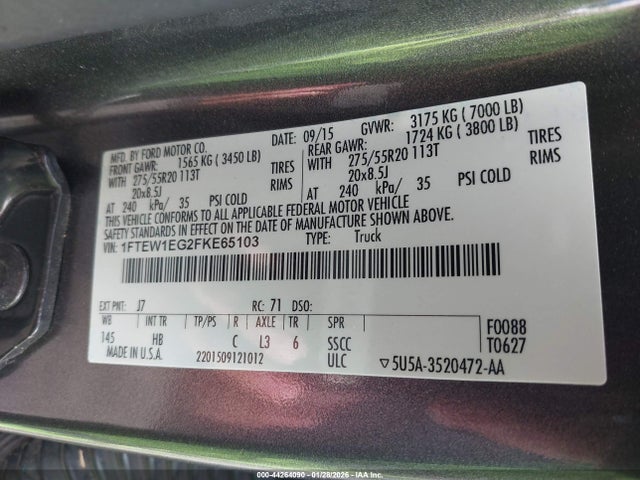 MFD. BY FORD MOTOR CO. DATE: 09/15 GVWR: 3175 KG ( 7000 LB)
FRONT GAWR: 1565 KG ( 3450 LB) REAR GAWR: 1724 KG ( 3800 LB)
WITH 275/55R20 113T TIRES WITH 275/55R20 113T TIRES
20x8.5J RIMS 20x8.5J RIMS
AT 240 kPa/ 35 PSI COLD AT 240 kPa/ 35 PSI COLD
THIS VEHICLE CONFORMS TO ALL APPLICABLE FEDERAL MOTOR VEHICLE
SAFETY STANDARDS IN EFFECT ON THE DATE OF MANUFACTURE SHOWN ABOVE.
VIN: 1FTEW1EG2FKE65103 TYPE: Truck
EXT PNT: J7 RC: 71 DSO:
WB INT TR TP/PS R AXLE TR SPR F0088
145 HB C L3 6 SSCC T0627
MADE IN U.S.A. 2201509121012 ULC ▽5U5A-3520472-AA
000-44264090 - 01/28/2026 - IAA Inc.